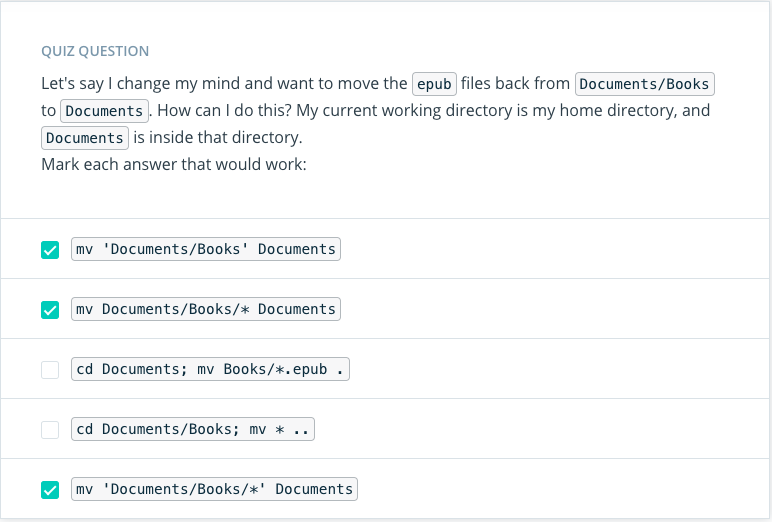 QUIZ QUESTION
Let's say I change my mind and want to move the epub files back from Documents/Books
to Documents. How can I do this? My current working directory is my home directory, and
Documents is inside that directory.
Mark each answer that would work:
mv 'Documents/Books' Documents
mv Documents/Books/* Documents
cd Documents; mv Books/*.epub .
cd Documents/Books; mv * ..
mv 'Documents/Books/*' Documents